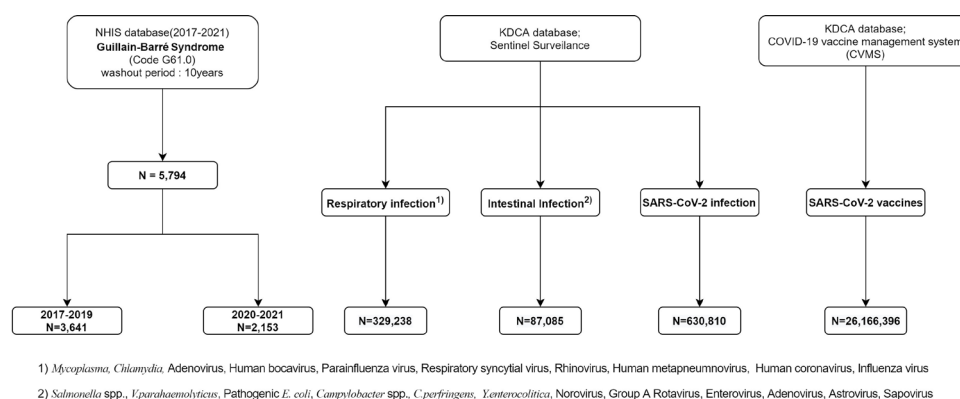 NHIS database(2017-2021)
Guillain-Barré Syndrome
(Code G61.0)
washout period : 10years
KDCA database;
Sentinel Surveilance
KDCA database;
COVID-19 vaccine management system
(CVMS)
N = 5,794
Respiratory infection1)
Intestinal Infection2)
SARS-CoV-2 infection
SARS-CoV-2 vaccines
2017-2019
N=3,641
2020-2021
N=2,153
N=329,238
N=87,085
N=630,810
N=26,166,396
1) Mycoplasma, Chlamydia, Adenovirus, Human bocavirus, Parainfluenza virus, Respiratory syncytial virus, Rhinovirus, Human metapneumnovirus, Human coronavirus, Influenza virus
2) Salmonella spp., V.parahaemolyticus, Pathogenic E. coli, Campylobacter spp., C.perfringens, Y.enterocolitica, Norovirus, Group A Rotavirus, Enterovirus, Adenovirus, Astrovirus, Sapovirus